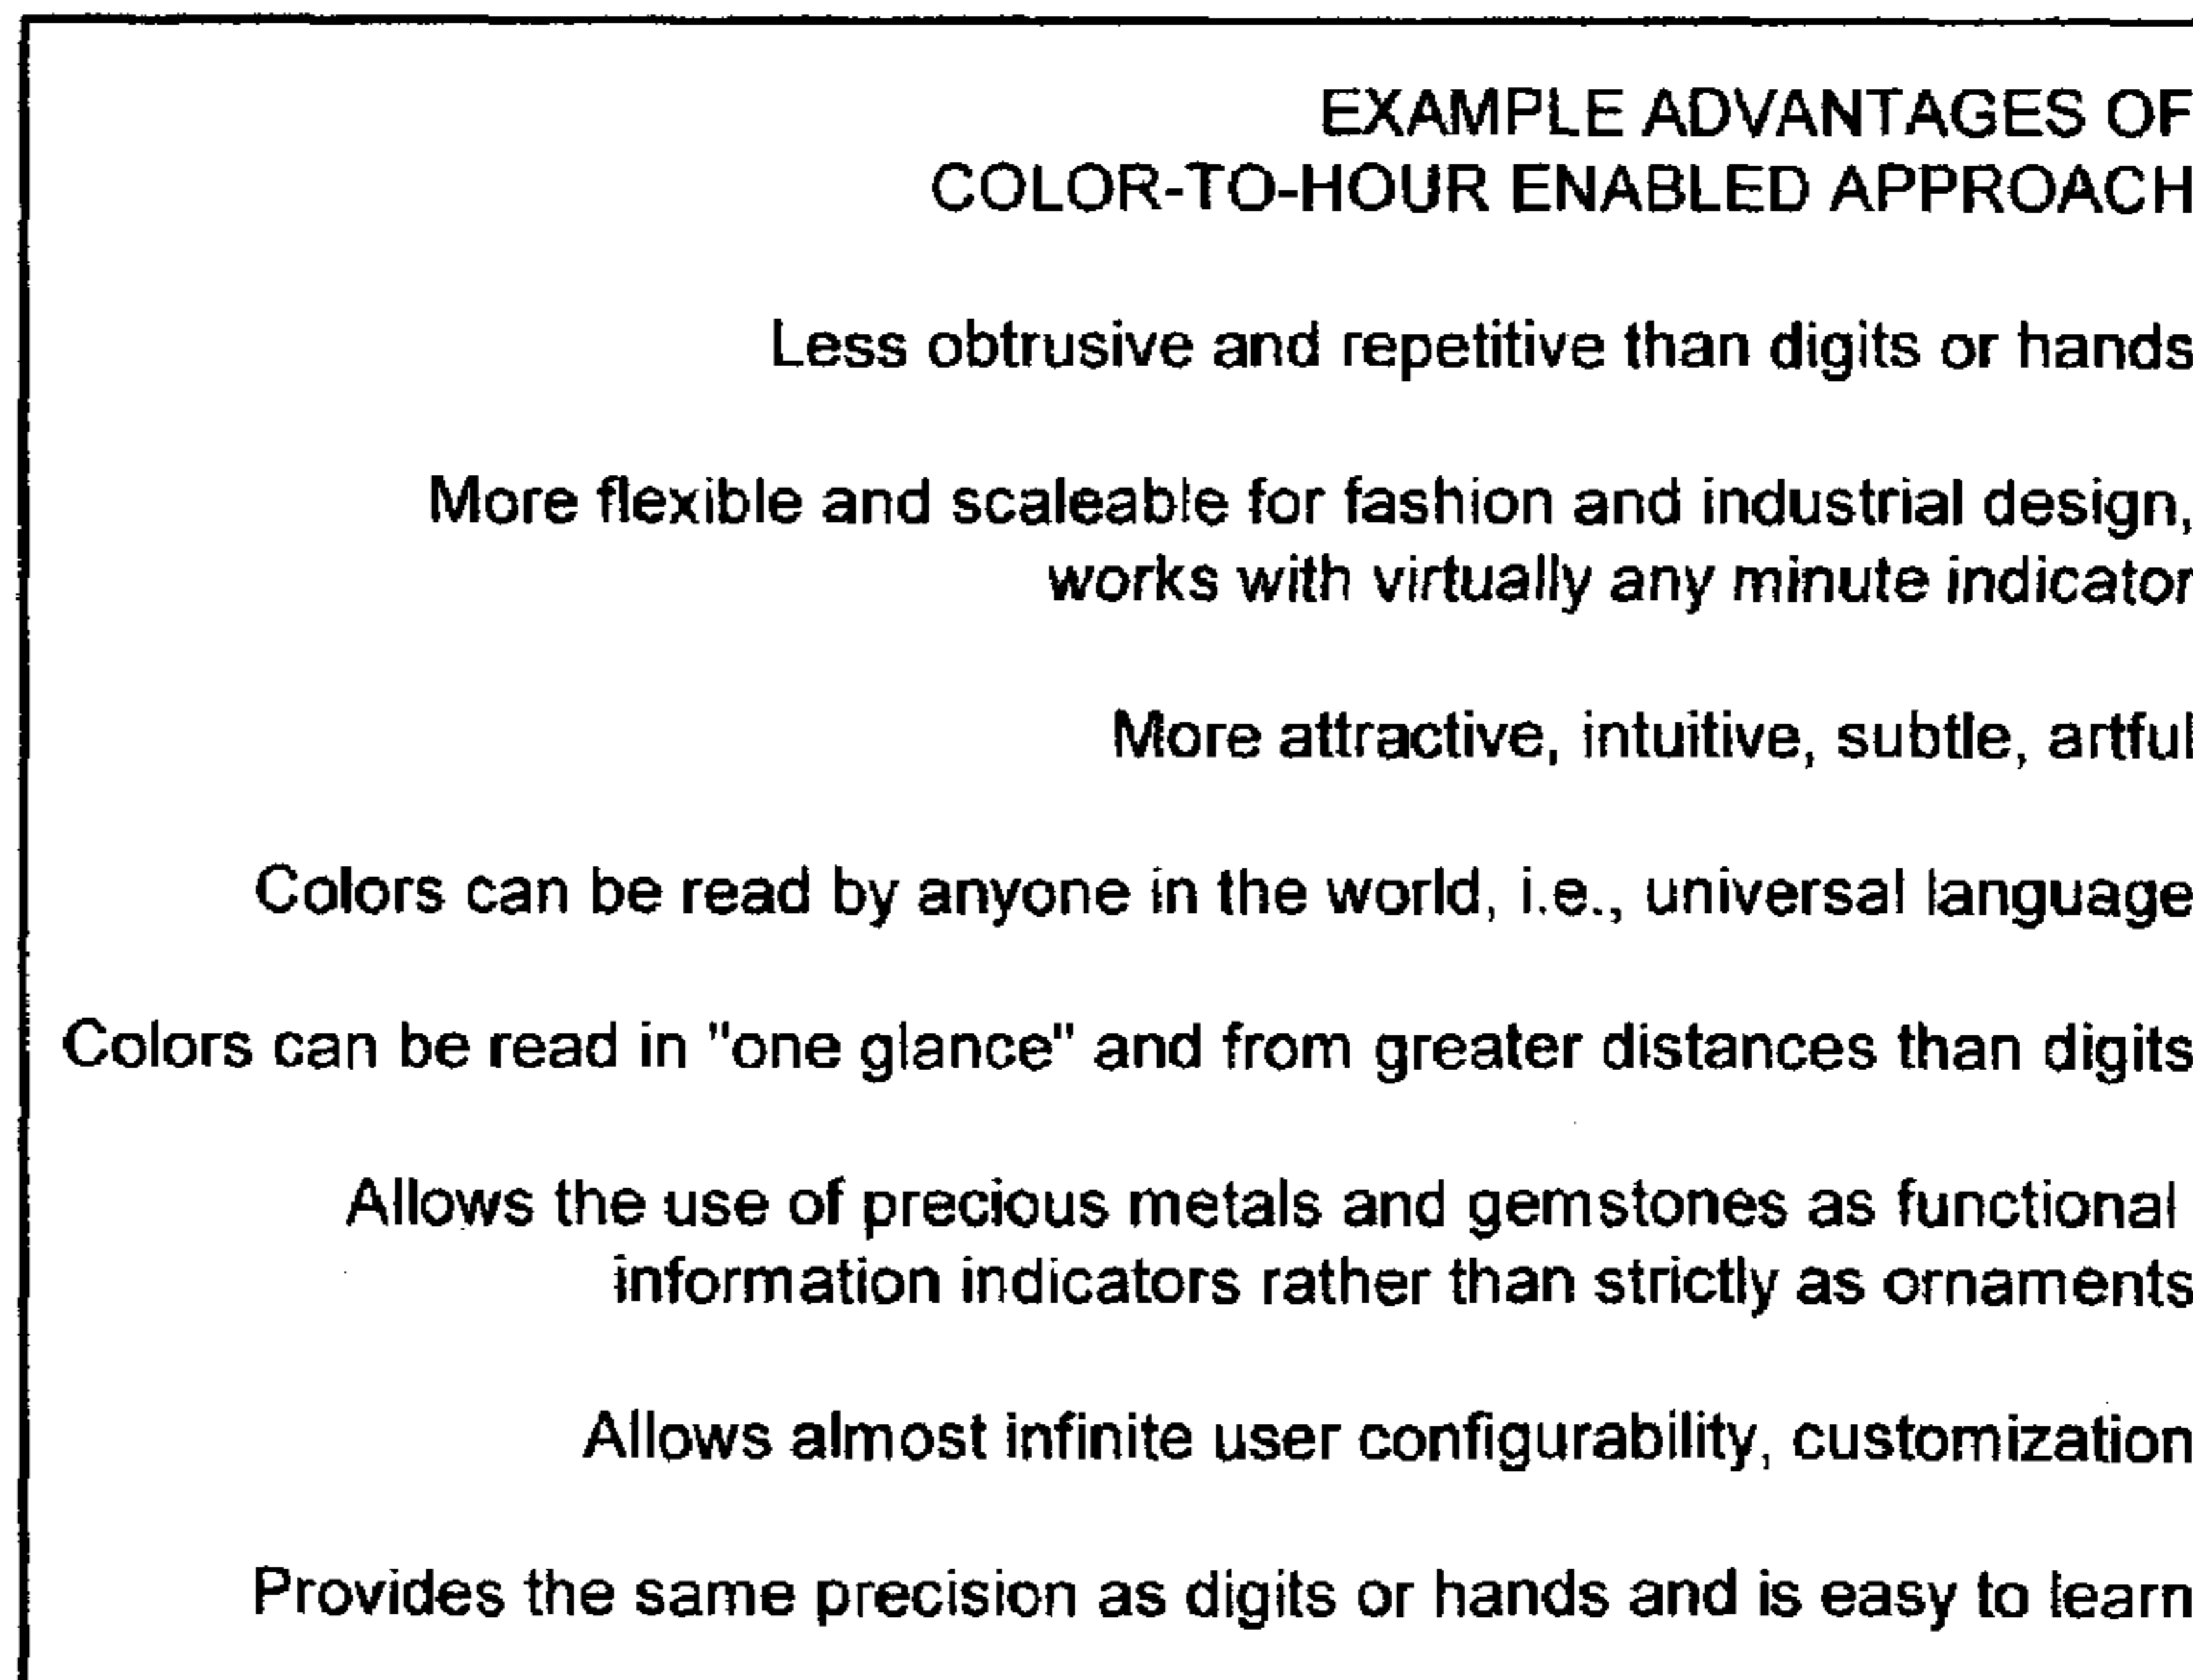 EXAMPLE ADVANTAGES OF
COLOR-TO-HOUR ENABLED APPROACH
Less obtrusive and repetitive than digits or hands
More flexible and scaleable for fashion and industrial design,
works with virtually any minute indicator
More attractive, intuitive, subtle, artful
Colors can be read by anyone in the world, i.e., universal language
Colors can be read in "one glance" and from greater distances than digits
Allows the use of precious metals and gemstones as functional
information indicators rather than strictly as ornaments
Allows almost infinite user configurability, customization
Provides the same precision as digits or hands and is easy to learn